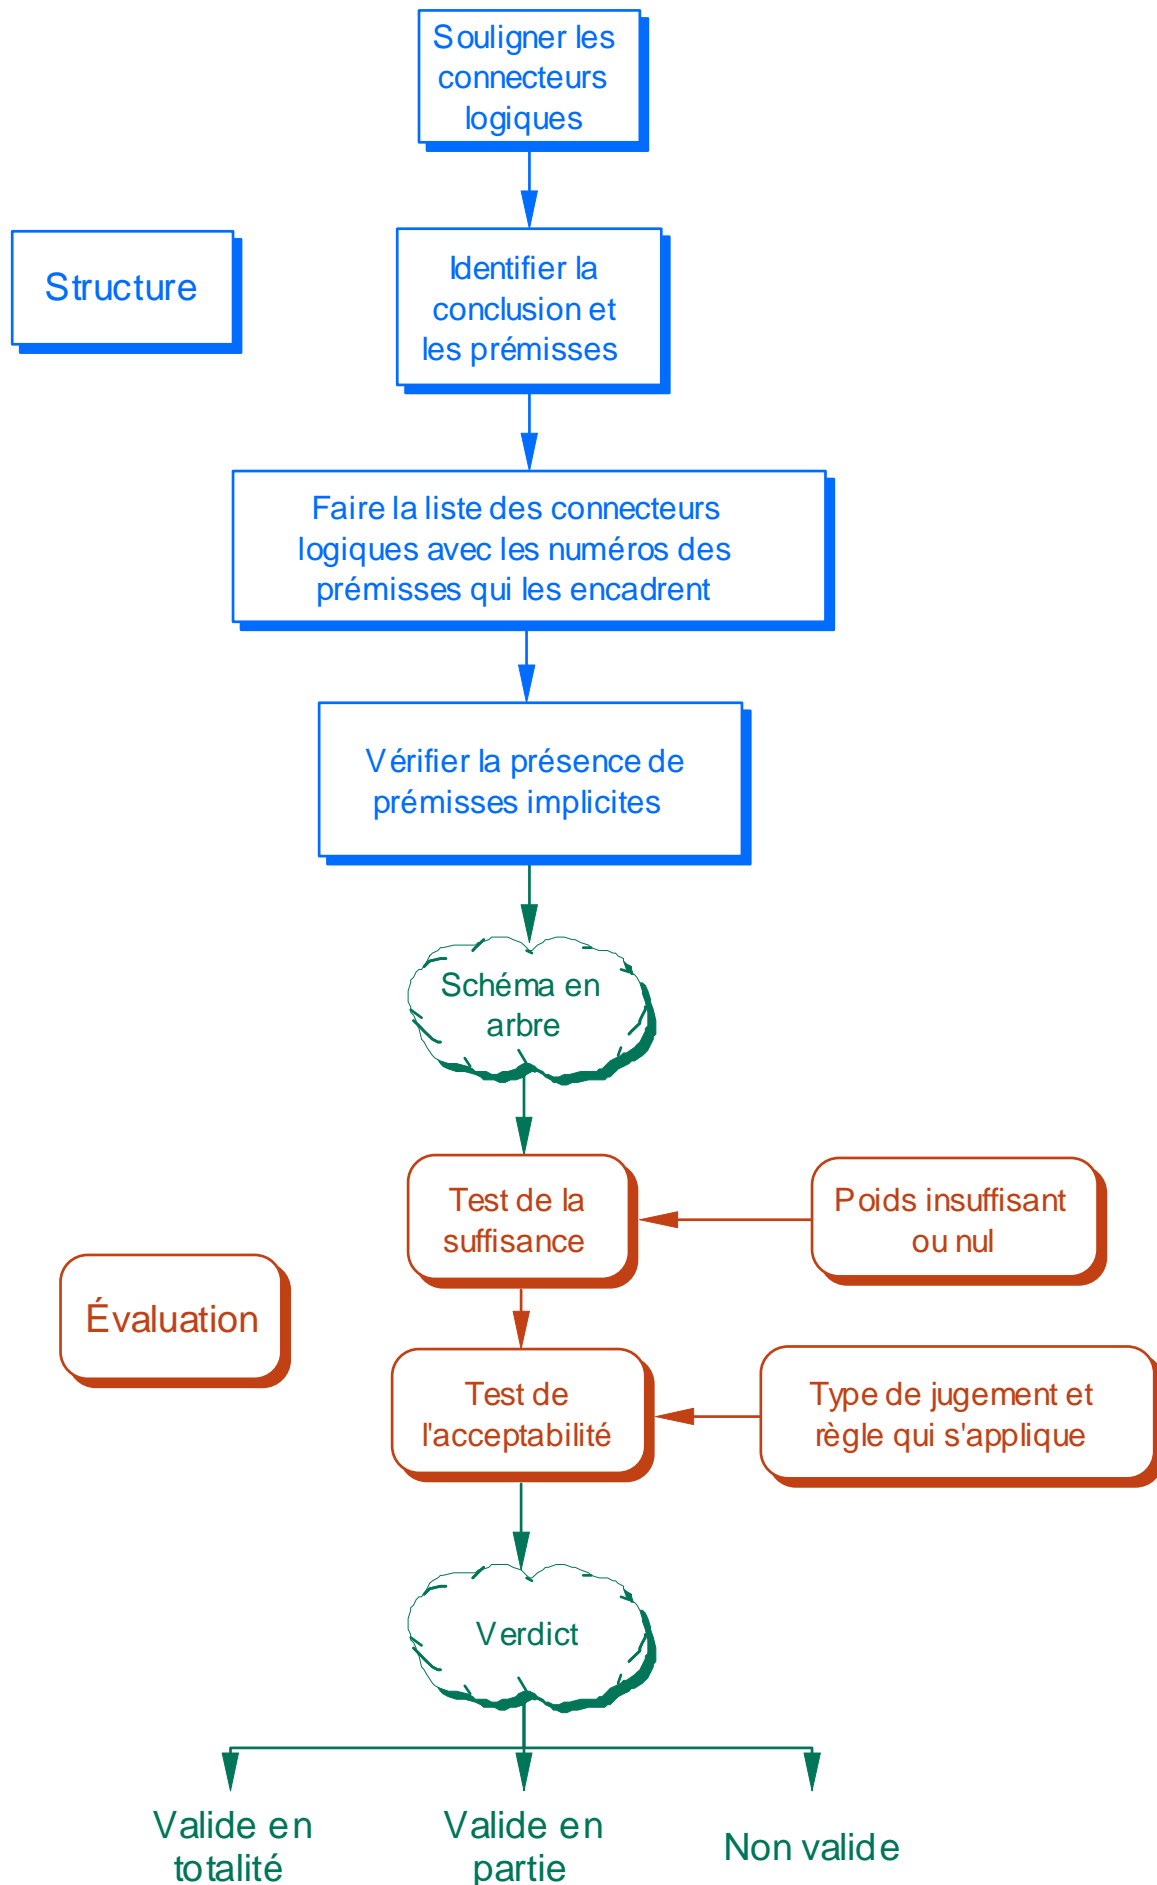 Souligner les
connecteurs
logiques
Structure
Identifier la
conclusion et
les prémisses
Faire la liste des connecteurs
logiques avec les numéros des
prémisses qui les encadrent
Vérifier la présence de
prémisses implicites
Schéma en
arbre
Test de la
suffisance
Poids insuffisant
ou nul
Évaluation
Test de
l'acceptabilité
Type de jugement et
règle qui s'applique
Verdict
Valide en
totalité
Valide en
partie
Non valide